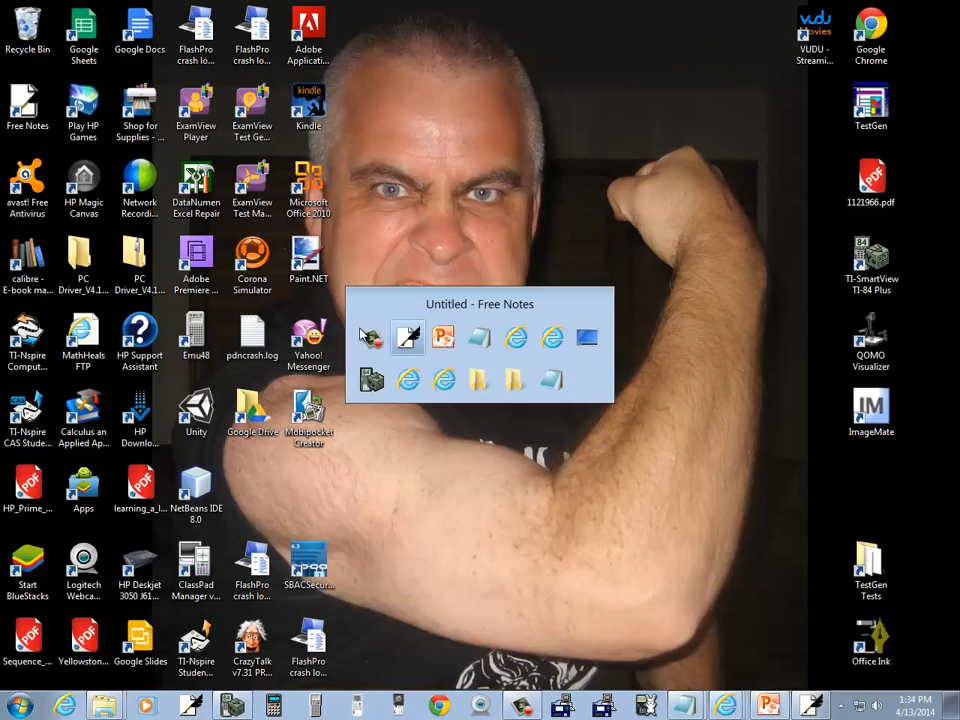 Recycle Bin
Google
Sheets
Google Docs
FlashPro
crash lo...
FlashPro
crash lo...
Adobe
Applicati...
vudu
Movies
VUDU -
Streami...
Google
Chrome
Free Notes
Play HP
Games
Shop for
Supplies - ...
ExamView
Player
ExamView
Test Ge...
kindle
Kindle
TestGen
avast! Free
Antivirus
HP Magic
Canvas
Network
Recordi...
DataNumen
Excel Repair
ExamView
Test Ma...
Microsoft
Office 2010
PDF
1121966.pdf
calibre -
E-book ma...
PC
Driver_V4.1...
PC
Driver_V4.1...
Adobe
Premiere ...
Corona
Simulator
Paint.NET
84
TI-SmartView
TI-84 Plus
Untitled - Free Notes
TI-Nspire
Comput...
MathHeals
FTP
HP Support
Assistant
Emu48
pdncrash.log
Yahoo!
Messenger
QOMO
Visualizer
TI-Nspire
CAS Stude...
Calculus an
Applied Ap...
HP
Downlo...
Unity
Google Drive
Mobipocket
Creator
IM
ImageMate
PDF
HP_Prime_...
Apps
PDF
learning_a_l...
NetBeans IDE
8.0
Start
BlueStacks
Logitech
Webca...
HP Deskjet
3050 J61...
ClassPad
Manager v...
FlashPro
crash lo...
SBACSecur...
TestGen
Tests
PDF
Sequence_...
PDF
Yellowston...
Google Slides
TI-Nspire
Studen...
CrazyTalk
v7.31 PR...
FlashPro
crash lo...
Office Ink
1:34 PM
4/13/2014